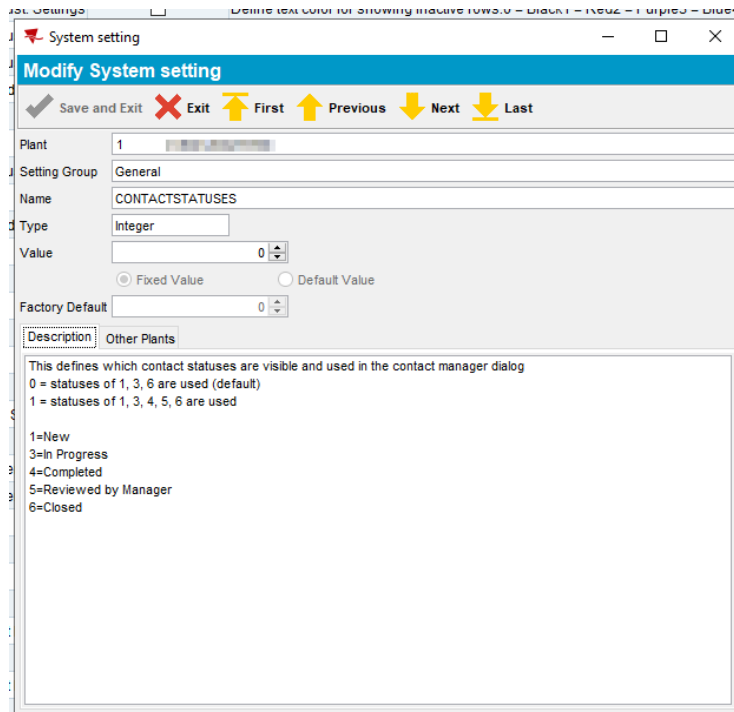 System setting
Modify System setting
Save and Exit Exit First Previous Next Last
Plant 1
Setting Group General
Name CONTACTSTATUSES
Type Integer
Value 0
Fixed Value Default Value
Factory Default 0
Description Other Plants
This defines which contact statuses are visible and used in the contact manager dialog
0 = statuses of 1, 3, 6 are used (default)
1 = statuses of 1, 3, 4, 5, 6 are used
1=New
3=In Progress
4=Completed
5=Reviewed by Manager
6=Closed